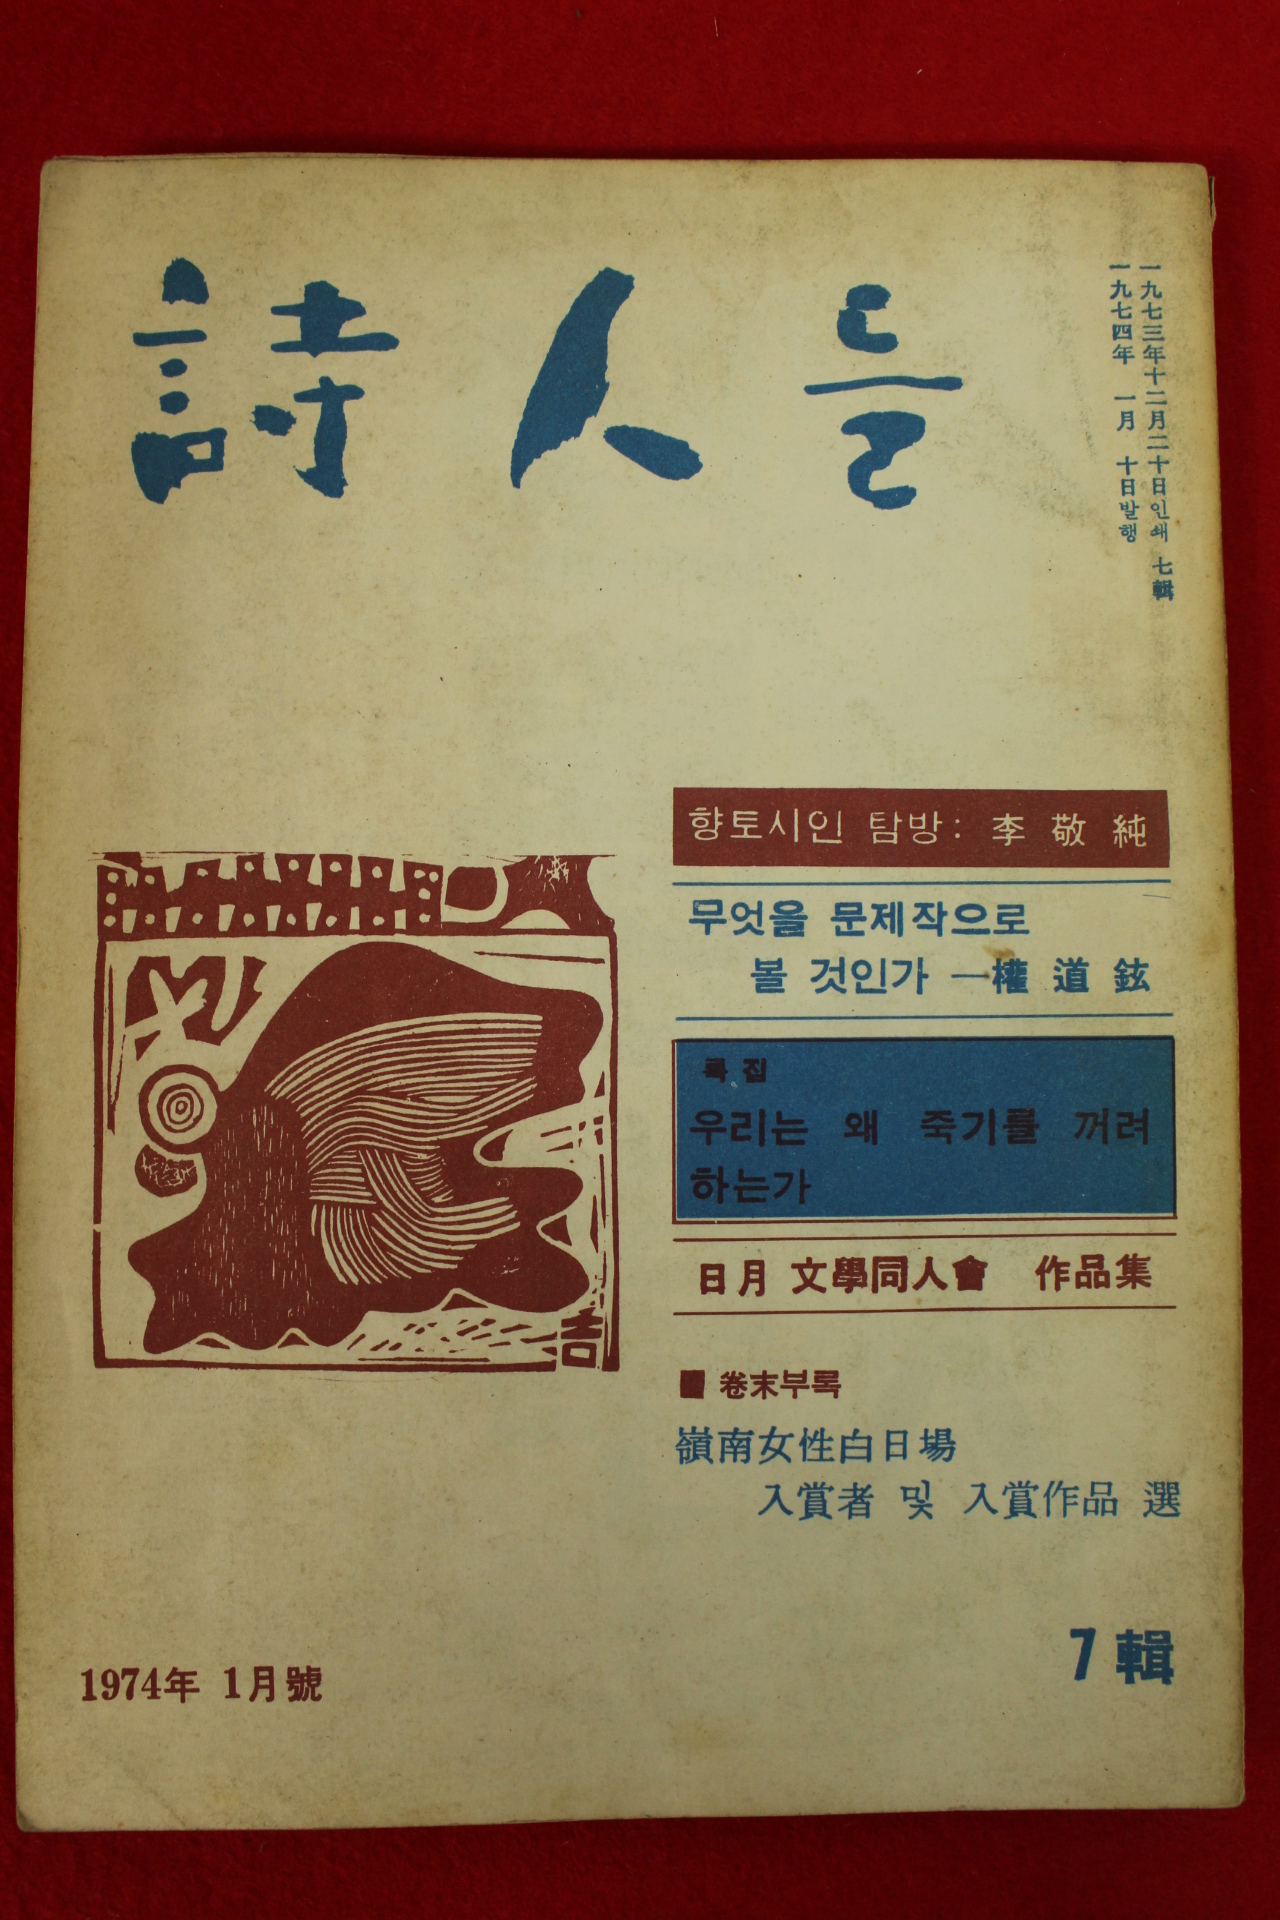 詩人들
一九七三年十二月二十日인쇄 七輯
一九七四年 一月 十日발행
향토시인 탐방: 李敬純
무엇을 문제작으로
볼 것인가 —權道鉉
특집
우리는 왜 죽기를 꺼려
하는가
日月 文學同人會 作品集
■ 卷末부록
嶺南女性白日場
入賞者 및 入賞作品 選
7輯
1974年 1月號